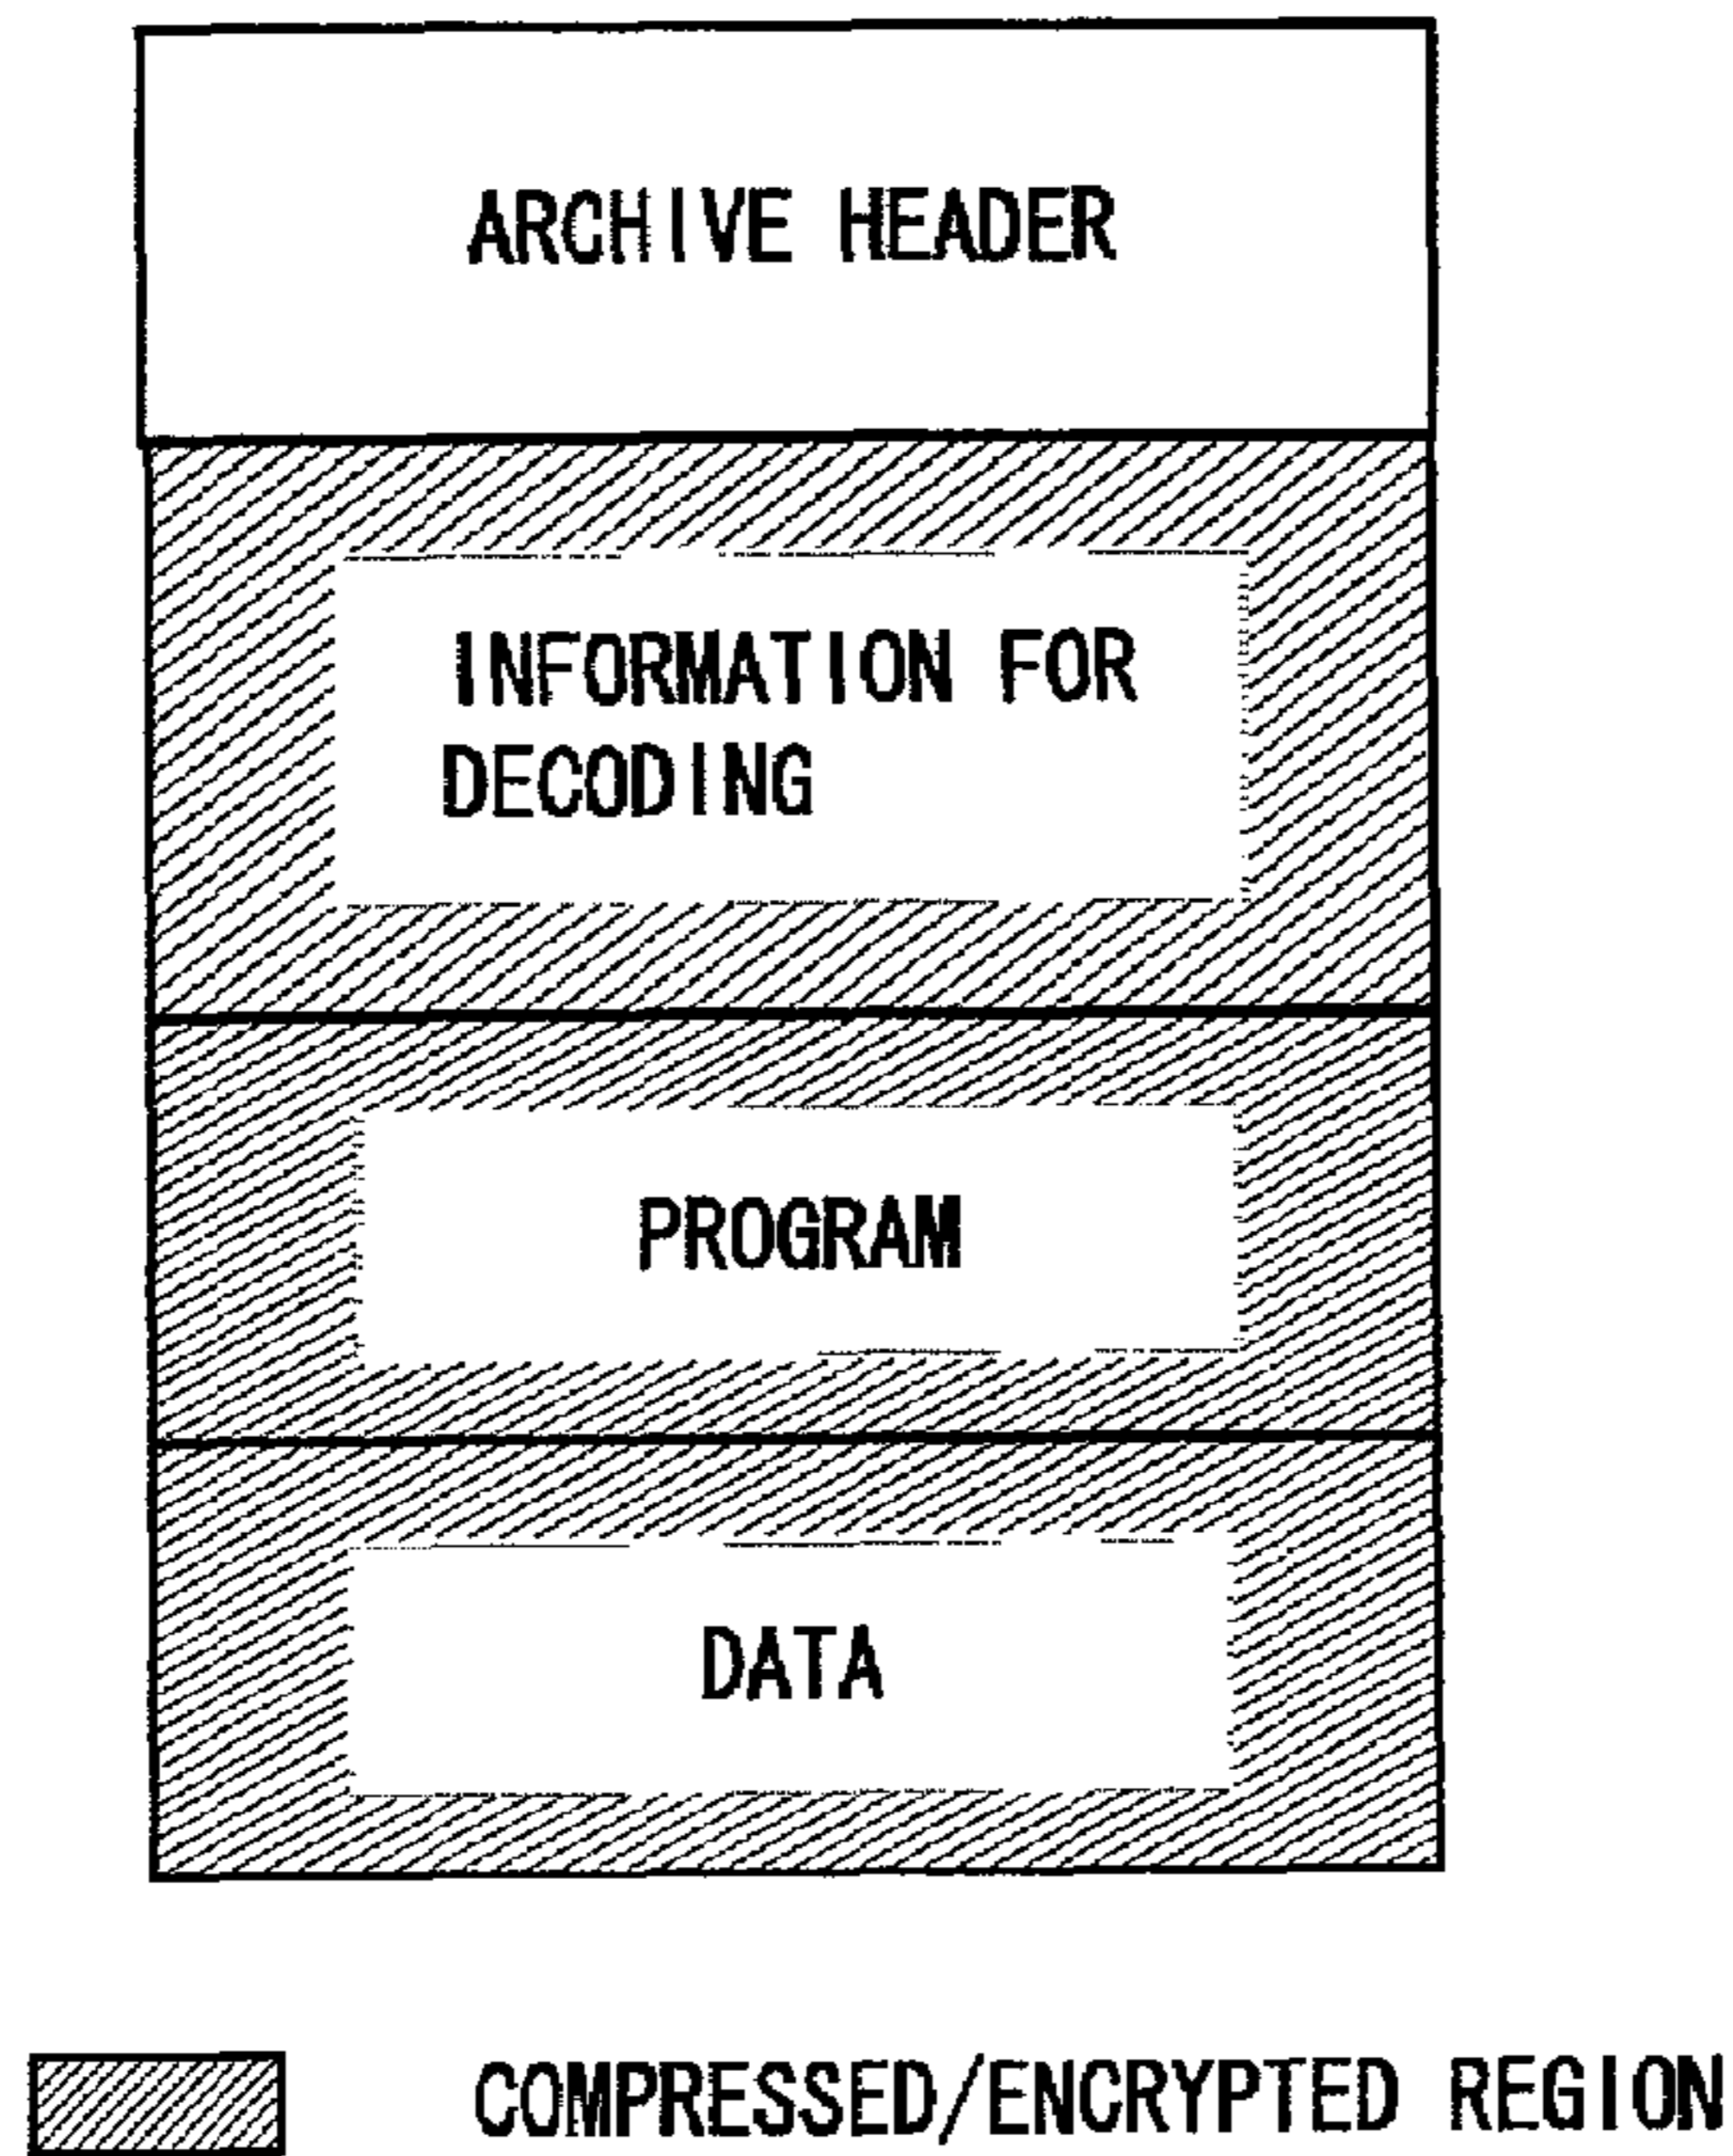 ARCHIVE HEADER
INFORMATION FOR
DECODING
PROGRAM
DATA
COMPRESSED/ENCRYPTED REGION